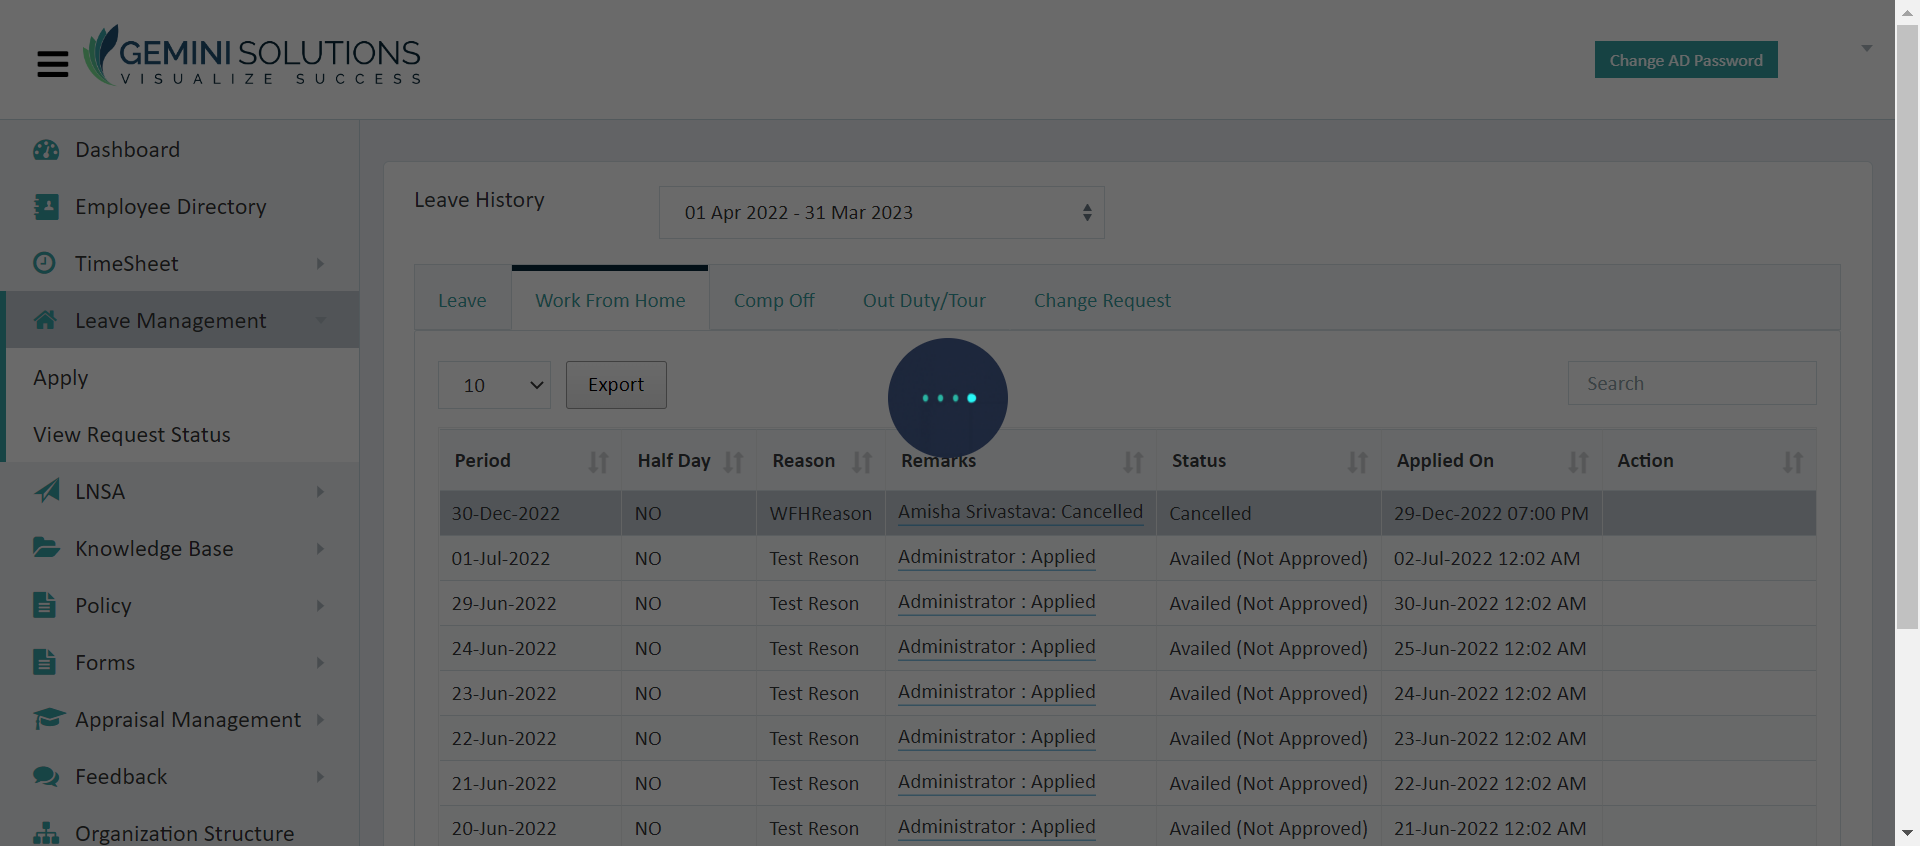 GEMINI SOLUTIONS
VISUALIZE SUCCESS
Change AD Password
Dashboard
Employee Directory
TimeSheet
Leave Management
Apply
View Request Status
LNSA
Knowledge Base
Policy
Forms
Appraisal Management
Feedback
Organization Structure
Leave History
01 Apr 2022 - 31 Mar 2023
Leave Work From Home Comp Off Out Duty/Tour Change Request
10 Export Search
Period Half Day Reason Remarks Status Applied On Action
30-Dec-2022 NO WFHReason Amisha Srivastava: Cancelled Cancelled 29-Dec-2022 07:00 PM
01-Jul-2022 NO Test Reson Administrator : Applied Availed (Not Approved) 02-Jul-2022 12:02 AM
29-Jun-2022 NO Test Reson Administrator : Applied Availed (Not Approved) 30-Jun-2022 12:02 AM
24-Jun-2022 NO Test Reson Administrator : Applied Availed (Not Approved) 25-Jun-2022 12:02 AM
23-Jun-2022 NO Test Reson Administrator : Applied Availed (Not Approved) 24-Jun-2022 12:02 AM
22-Jun-2022 NO Test Reson Administrator : Applied Availed (Not Approved) 23-Jun-2022 12:02 AM
21-Jun-2022 NO Test Reson Administrator : Applied Availed (Not Approved) 22-Jun-2022 12:02 AM
20-Jun-2022 NO Test Reson Administrator : Applied Availed (Not Approved) 21-Jun-2022 12:02 AM